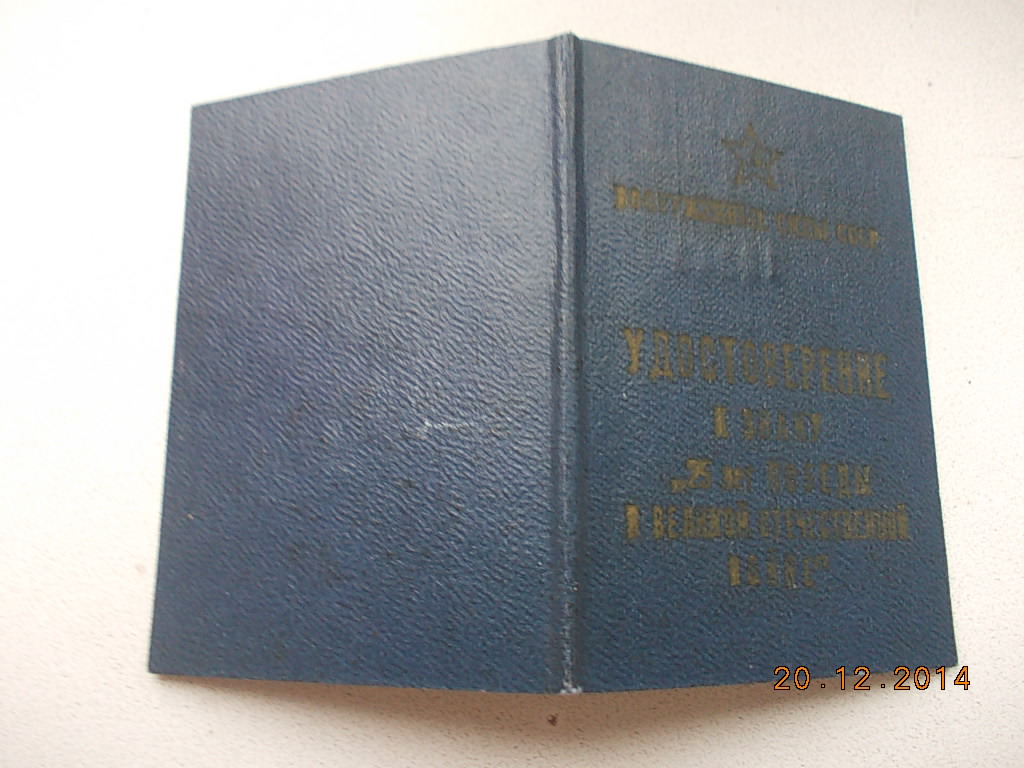 ВООРУЖЕННЫЕ СИЛЫ СССР
УДОСТОВЕРЕНИЕ
К ЗНАКУ
„25 лет ПОБЕДЫ
В ВЕЛИКОЙ ОТЕЧЕСТВЕННОЙ
ВОЙНЕ"
20.12.2014